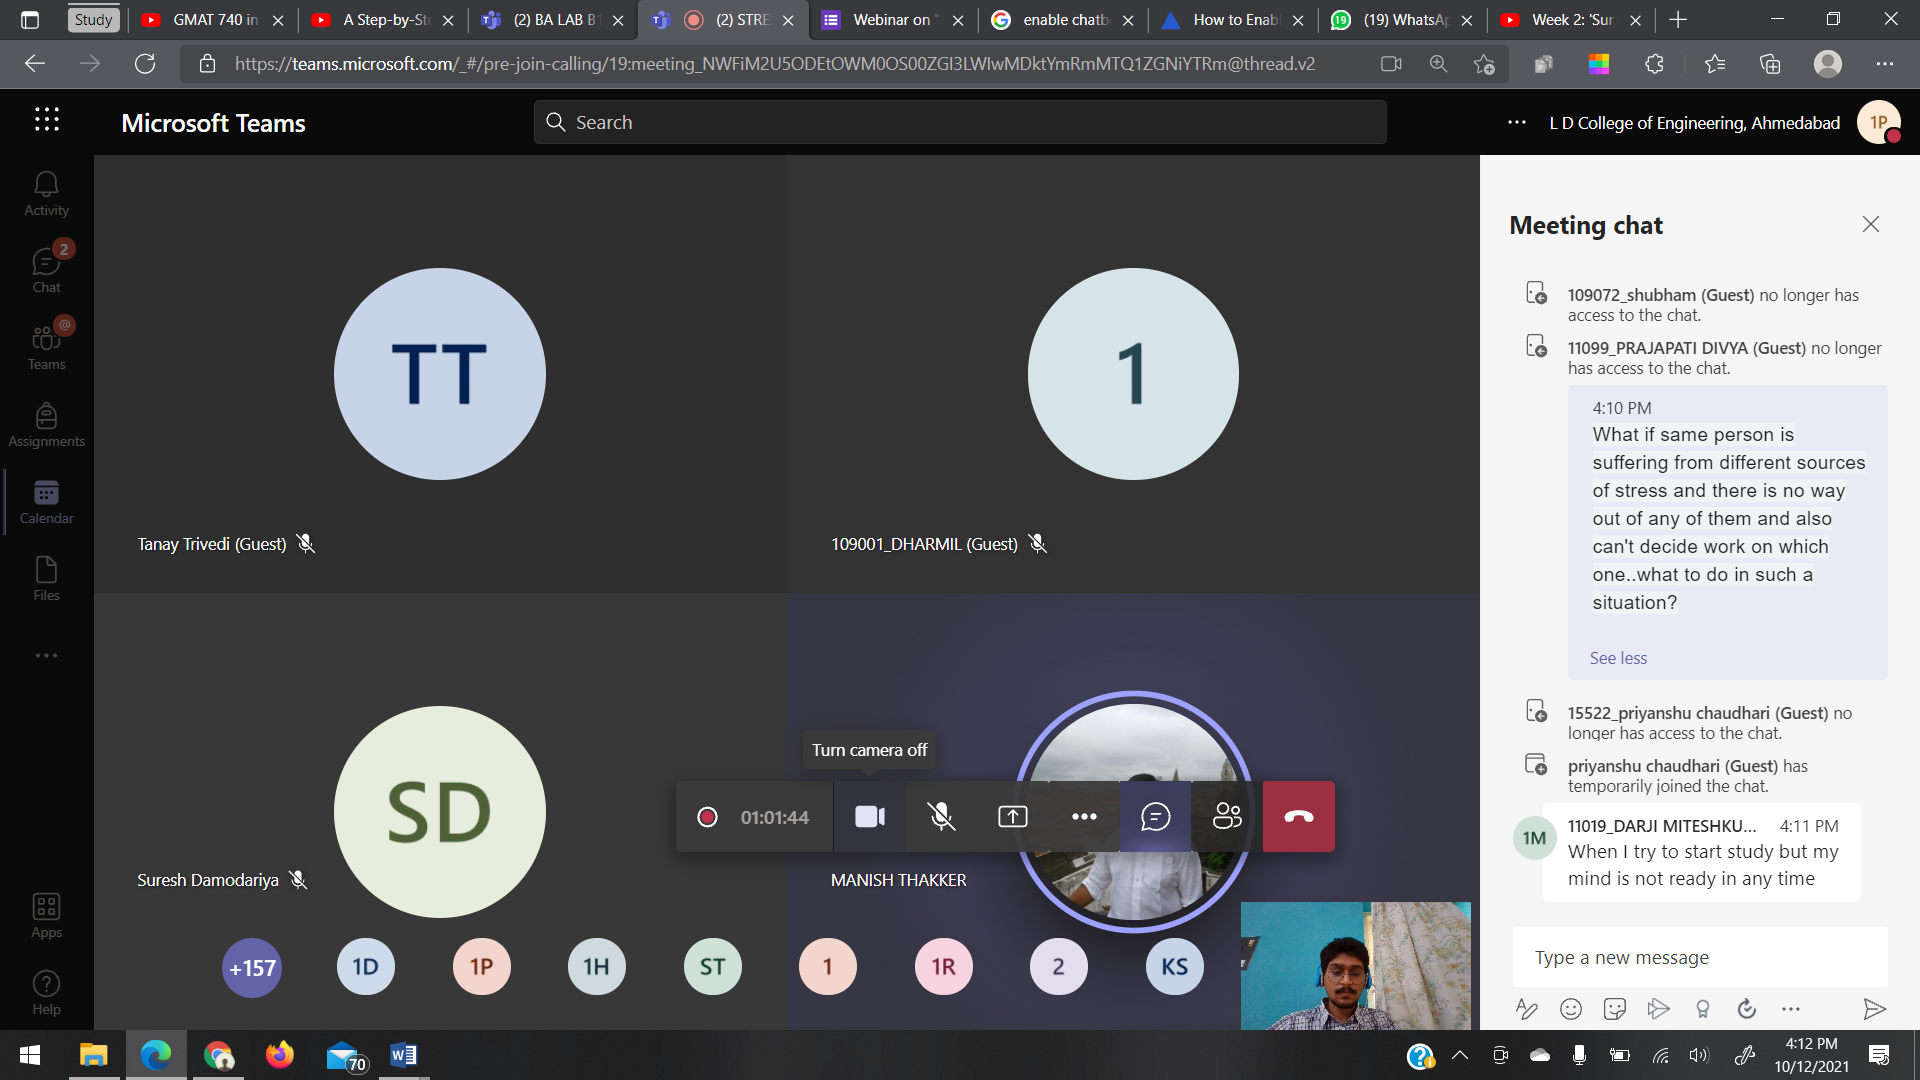 Study
GMAT 740 in
A Step-by-Ste
(2) BA LAB B1
(2) STRE
Webinar on "
enable chatb
How to Enabl
19
(19) WhatsAp
Week 2: 'Sur
https://teams.microsoft.com/_#/pre-join-calling/19:meeting_NWFiM2U5ODEtOWM0OS00ZGI3LWIwMDktYmRmMTQ1ZGNiYTRm@thread.v2
Microsoft Teams
Search
L D College of Engineering, Ahmedabad
1P
Activity
2
Chat
@
Teams
Assignments
Calendar
Files
Apps
Help
TT
Tanay Trivedi (Guest)
1
109001_DHARMIL (Guest)
SD
Suresh Damodariya
Turn camera off
01:01:44
MANISH THAKKER
+157
1D
1P
1H
ST
1
1R
2
KS
Meeting chat
109072_shubham (Guest) no longer has
access to the chat.
11099_PRAJAPATI DIVYA (Guest) no longer
has access to the chat.
4:10 PM
What if same person is
suffering from different sources
of stress and there is no way
out of any of them and also
can't decide work on which
one..what to do in such a
situation?
See less
15522_priyanshu chaudhari (Guest) no
longer has access to the chat.
priyanshu chaudhari (Guest) has
temporarily joined the chat.
1M
11019_DARJI MITESHKU... 4:11 PM
When I try to start study but my
mind is not ready in any time
Type a new message
70
4:12 PM
10/12/2021